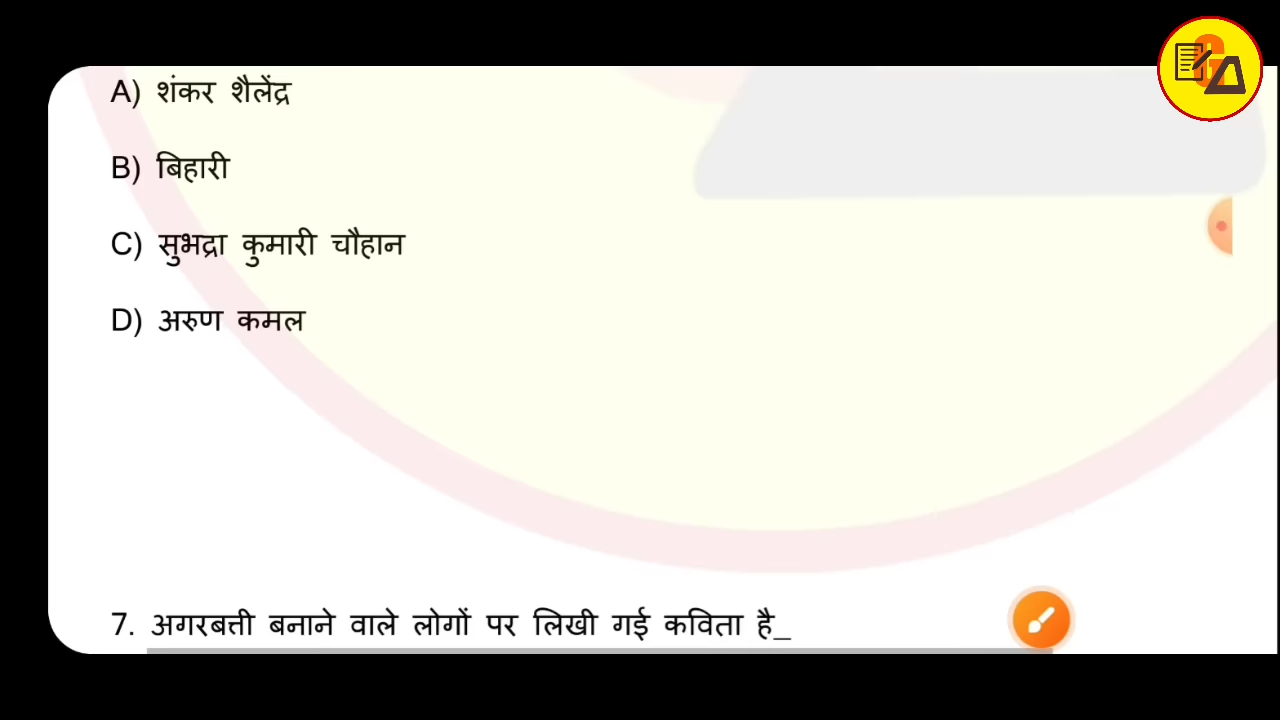 A) शंकर शैलेंद्र
B) बिहारी
C) सुभद्रा कुमारी चौहान
D) अरुण कमल
7. अगरबत्ती बनाने वाले लोगों पर लिखी गई कविता है_